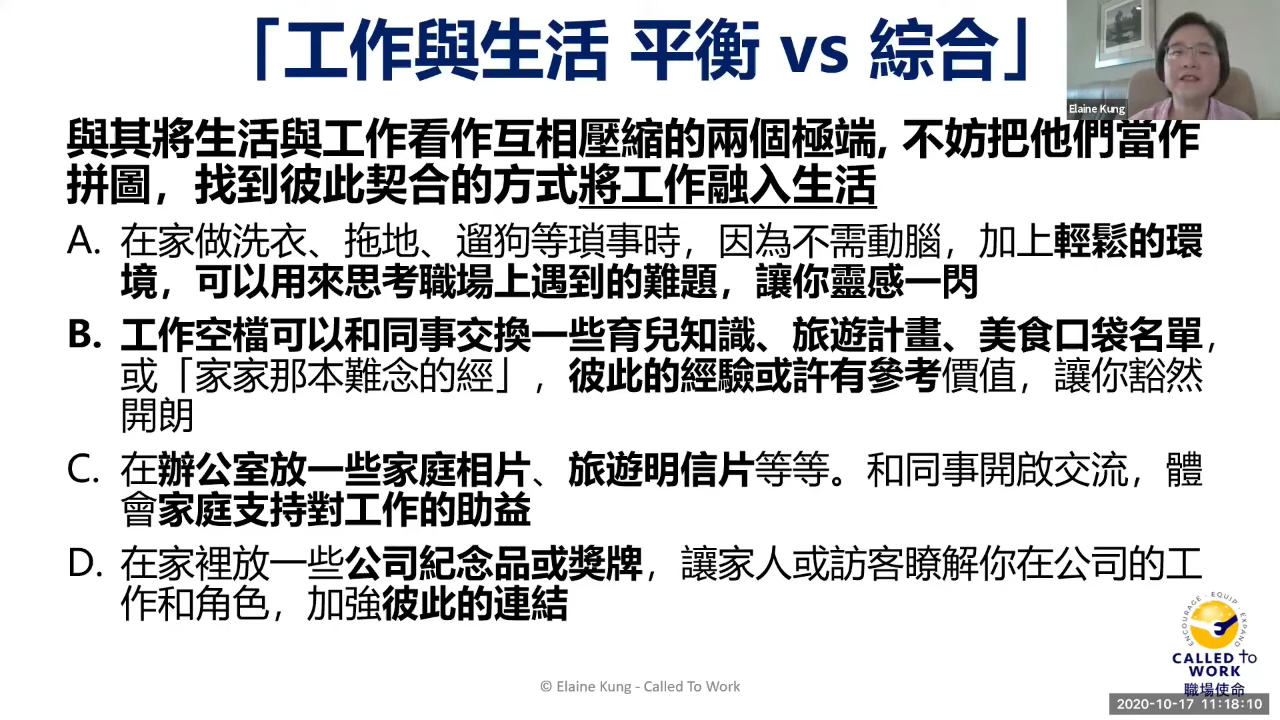 「工作與生活 平衡 vs 綜合」
Elaine Kung
與其將生活與工作看作互相壓縮的兩個極端, 不妨把他們當作
拼圖，找到彼此契合的方式將工作融入生活
A. 在家做洗衣、拖地、遛狗等瑣事時，因為不需動腦，加上輕鬆的環
境，可以用來思考職場上遇到的難題，讓你靈感一閃
B. 工作空檔可以和同事交換一些育兒知識、旅遊計畫、美食口袋名單，
或「家家那本難念的經」，彼此的經驗或許有參考價值，讓你豁然
開朗
C. 在辦公室放一些家庭相片、旅遊明信片等等。和同事開啟交流，體
會家庭支持對工作的助益
D. 在家裡放一些公司紀念品或獎牌，讓家人或訪客瞭解你在公司的工
作和角色，加強彼此的連結
ENCOURAGE · EQUIP · EXPAND
CALLED to
WORK
職場使命
© Elaine Kung - Called To Work
2020-10-17 11:18:10